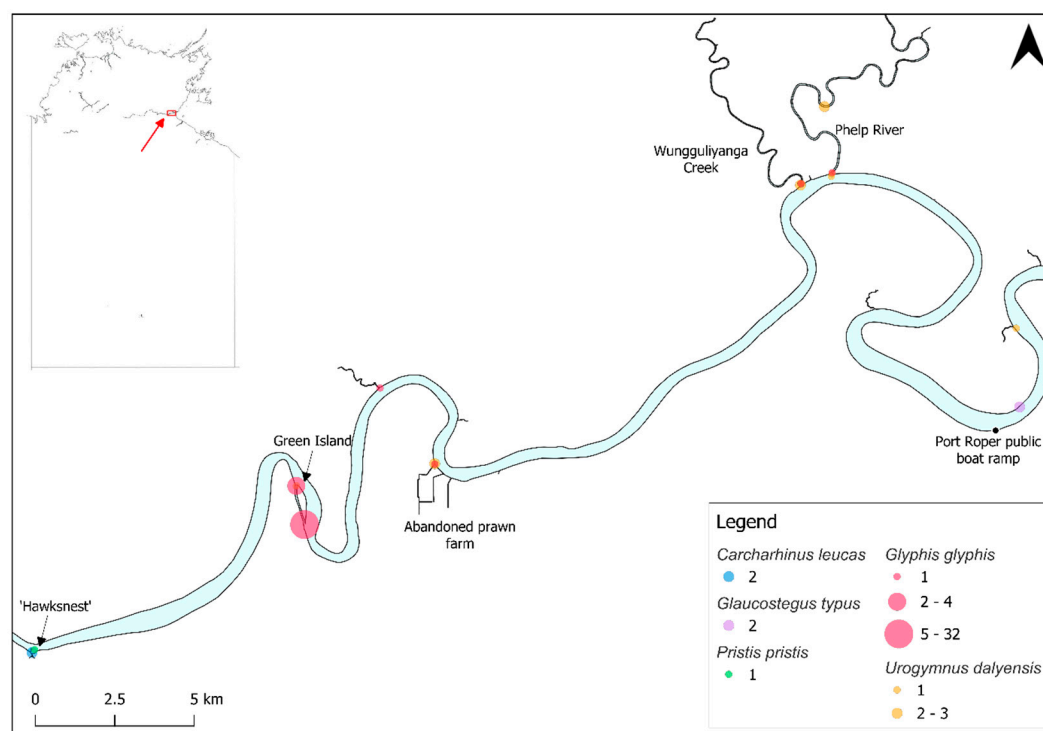 Phelp River
Wungguliyanga
Creek
Green Island
Port Roper public
boat ramp
Abandoned prawn
farm
'Hawksnest'
0 2.5 5 km
Legend
Carcharhinus leucas
2
Glaucostegus typus
2
Pristis pristis
1
Glyphis glyphis
1
2 - 4
5 - 32
Urogymnus dalyensis
1
2 - 3